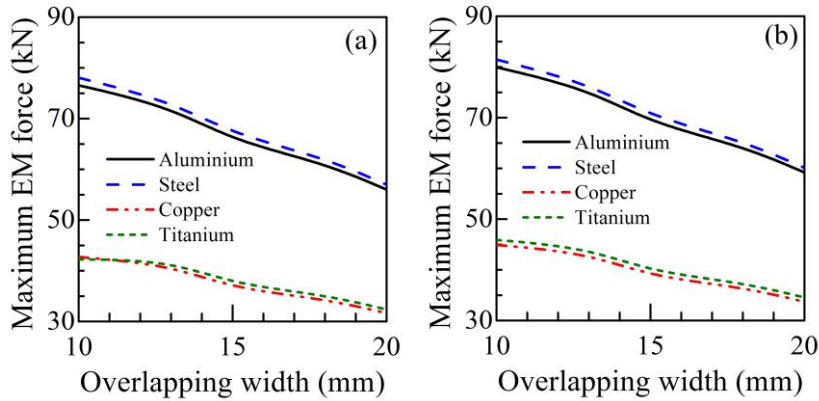 Maximum EM force (kN)
90
70
50
30
(a)
Aluminium
Steel
Copper
Titanium
10
15
20
Overlapping width (mm)
Maximum EM force (kN)
90
70
50
30
(b)
Aluminium
Steel
Copper
Titanium
10
15
20
Overlapping width (mm)